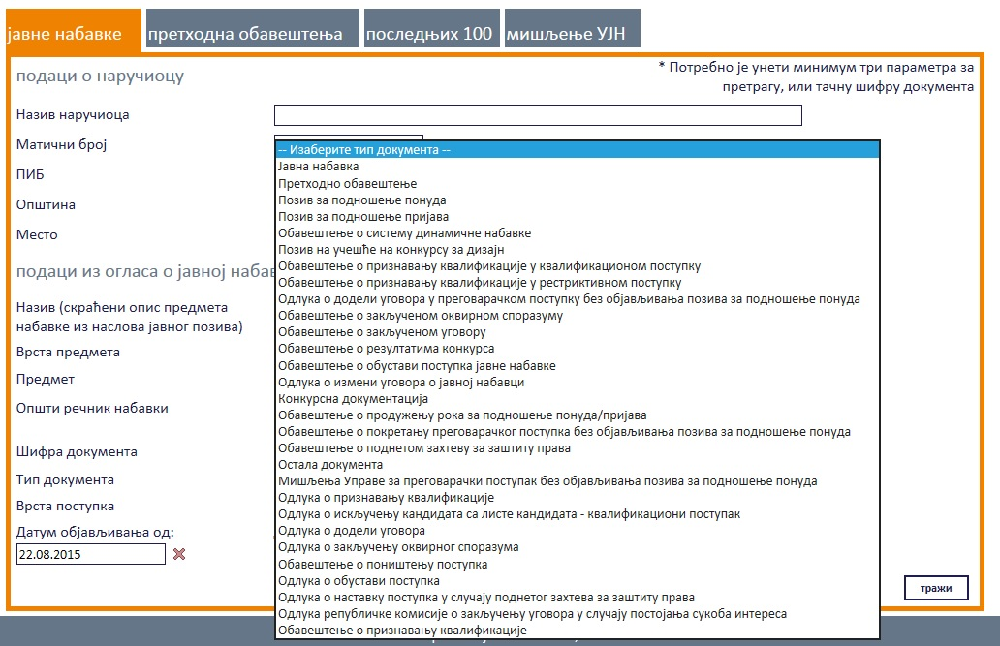 јавне набавке
претходна обавештења
последњих 100
мишљење УЈН
подаци о наручиоцу
* Потребно је унети минимум три параметра за
претрагу, или тачну шифру документа
Назив наручиоца
Матични број
ПИБ
Општина
Место
подаци из огласа о јавној набав
Назив (скраћени опис предмета
набавке из наслова јавног позива)
Врста предмета
Предмет
Општи речник набавки
Шифра документа
Тип документа
Врста поступка
Датум објављивања од:
22.08.2015
-- Изаберите тип документа --
Јавна набавка
Претходно обавештење
Позив за подношење понуда
Позив за подношење пријава
Обавештење о систему динамичне набавке
Позив на учешће на конкурсу за дизајн
Обавештење о признавању квалификације у квалификационом поступку
Обавештење о признавању квалификације у рестриктивном поступку
Одлука о додели уговора у преговарачком поступку без објављивања позива за подношење понуда
Обавештење о закљученом оквирном споразуму
Обавештење о закљученом уговору
Обавештење о резултатима конкурса
Обавештење о обустави поступка јавне набавке
Одлука о измени уговора о јавној набавци
Конкурсна документација
Обавештење о продужењу рока за подношење понуда/пријава
Обавештење о покретању преговарачког поступка без објављивања позива за подношење понуда
Обавештење о поднетом захтеву за заштиту права
Остала документа
Мишљења Управе за преговарачки поступак без објављивања позива за подношење понуда
Одлука о признавању квалификације
Одлука о искључењу кандидата са листе кандидата - квалификациони поступак
Одлука о додели уговора
Одлука о закључењу оквирног споразума
Обавештење о поништењу поступка
Одлука о обустави поступка
Одлука о наставку поступка у случају поднетог захтева за заштиту права
Одлука републичке комисије о закључењу уговора у случају постојања сукоба интереса
Обавештење о признавању квалификације
тражи